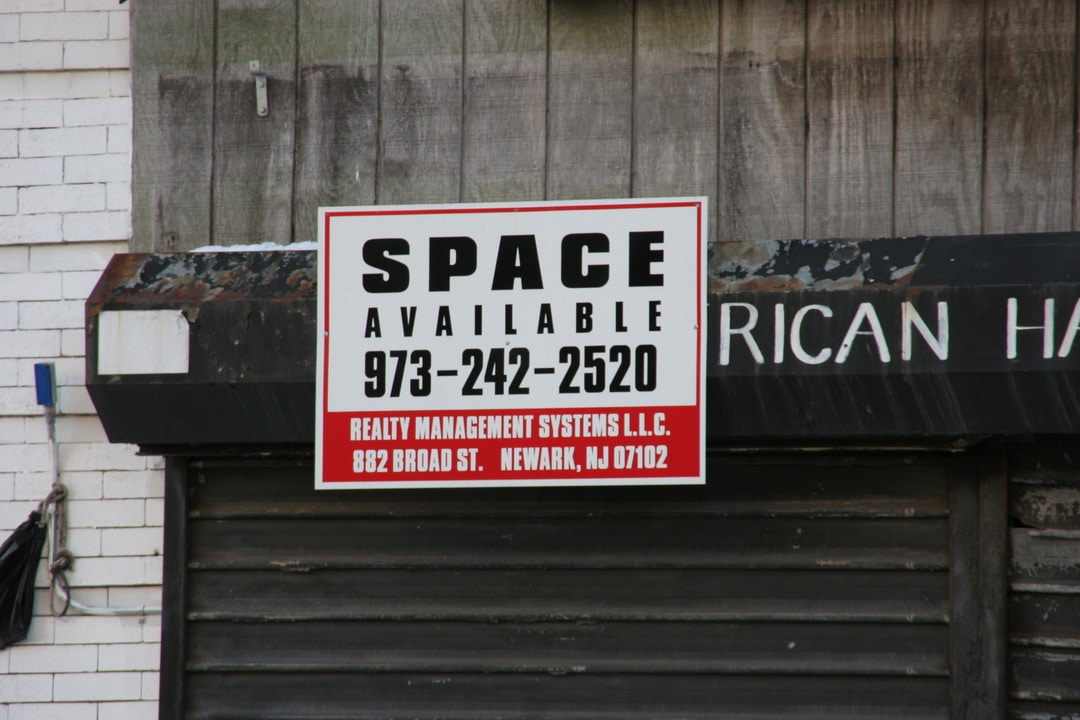 SPACE
AVAILABLE
973-242-2520
REALTY MANAGEMENT SYSTEMS L.L.C.
882 BROAD ST. NEWARK, NJ 07102
RICAN HA